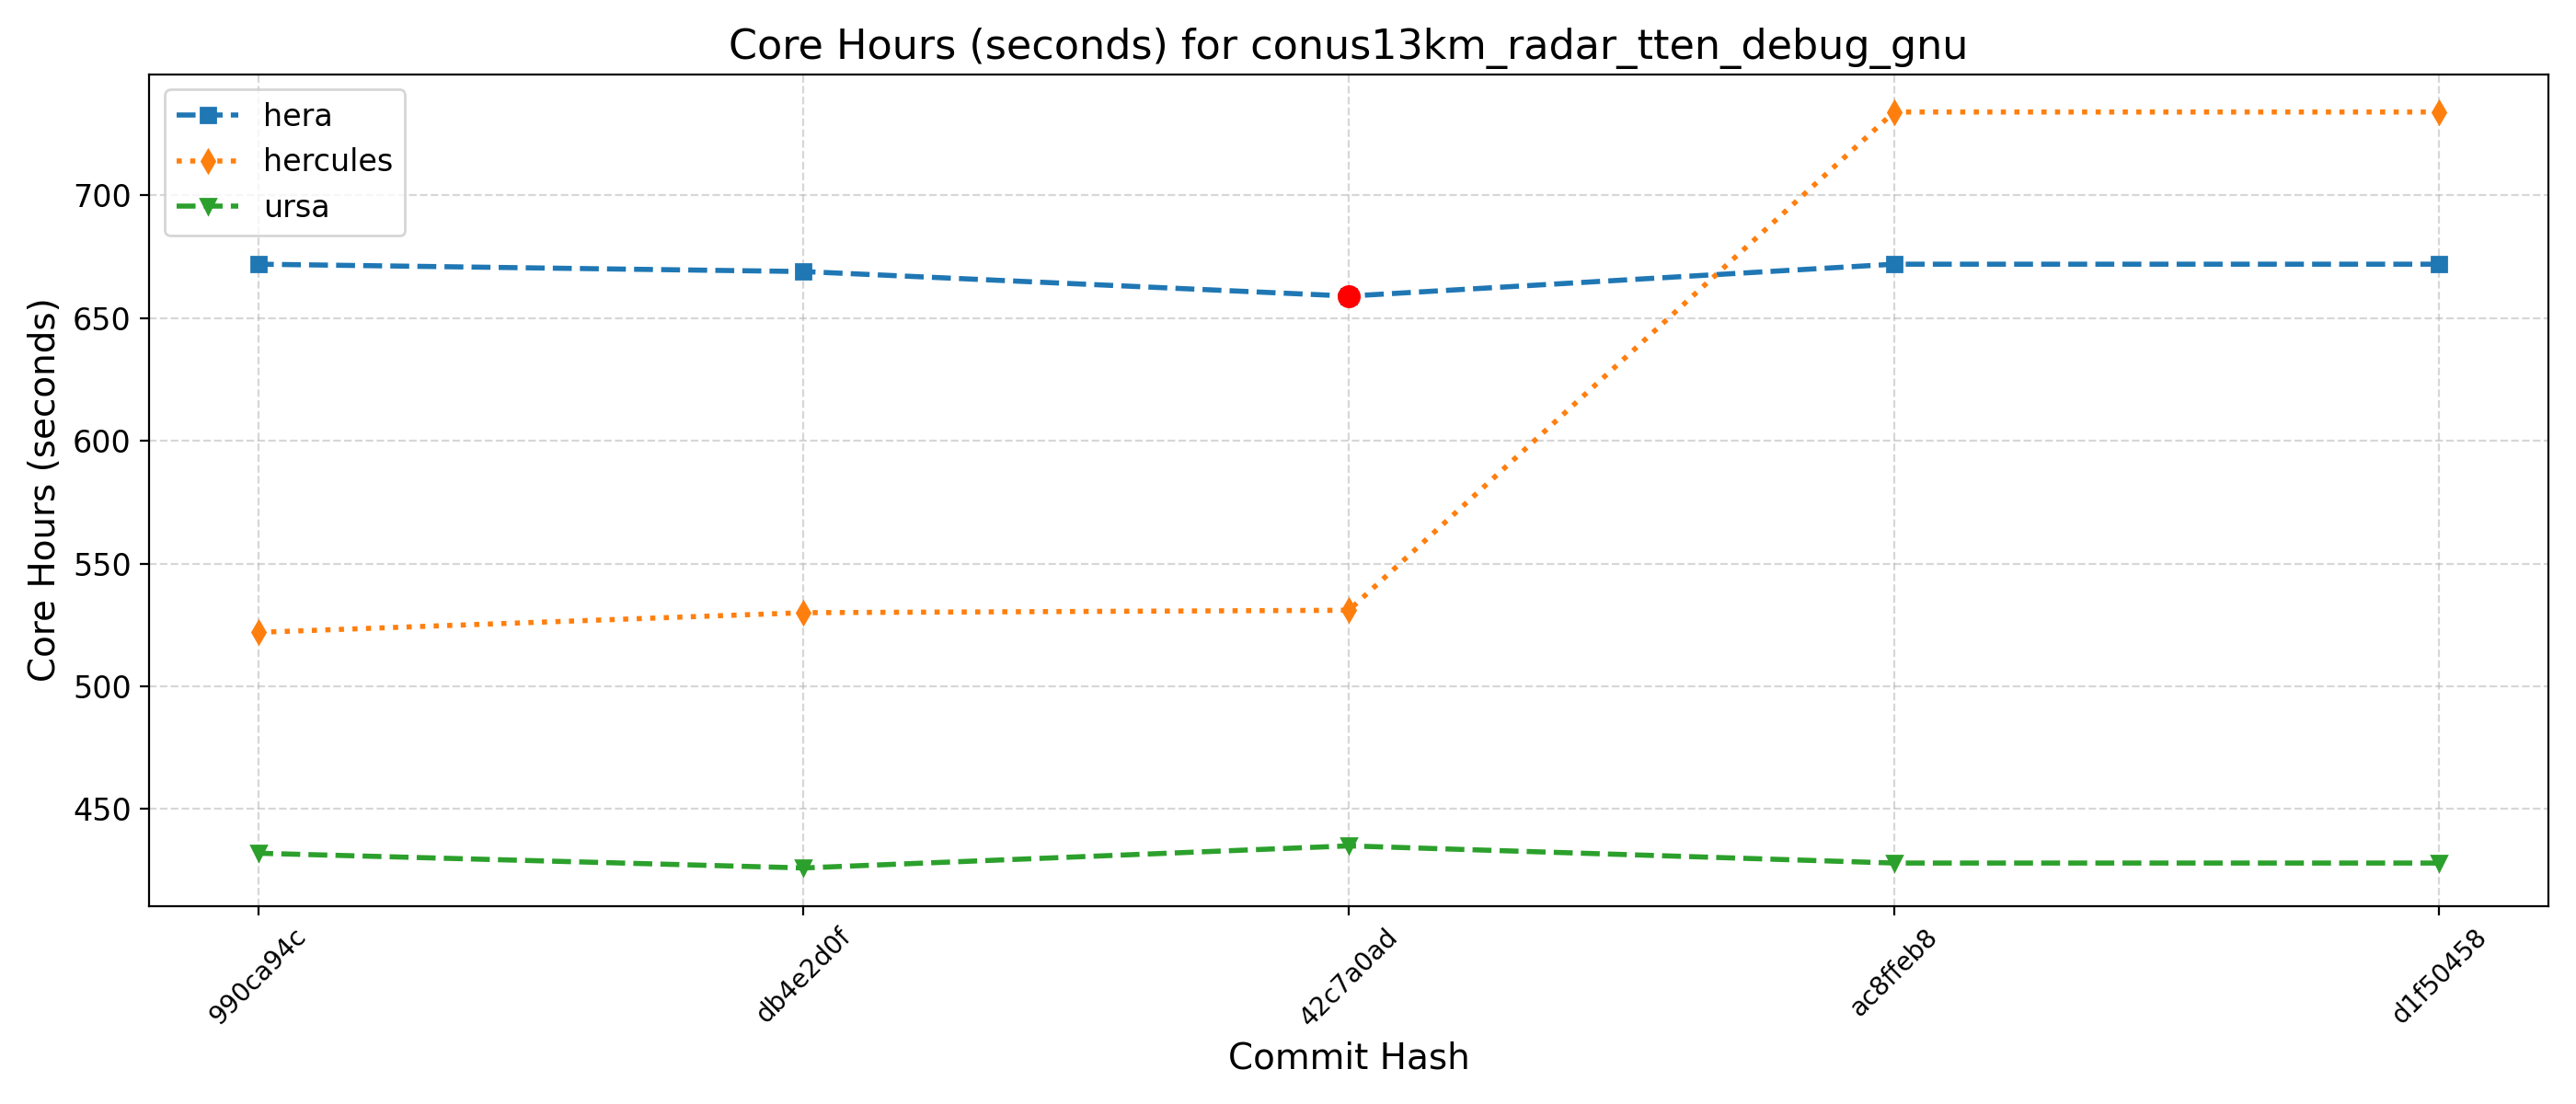 Core Hours (seconds) for conus13km_radar_tten_debug_gnu
hera
hercules
ursa
Core Hours (seconds)
700
650
600
550
500
450
990ca94c
db4e2d0f
42c7a0ad
ac8ffeb8
d1f50458
Commit Hash